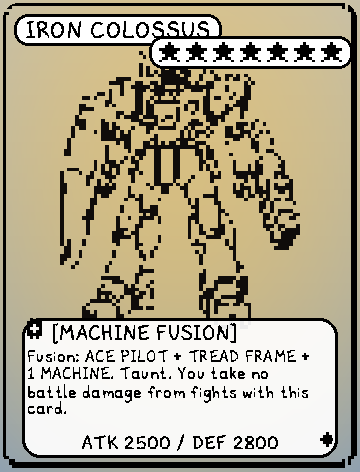 IRON COLOSSUS
[MACHINE FUSION]
Fusion: ACE PILOT + TREAD FRAME +
1 MACHINE. Taunt. You take no
battle damage from fights with this
card.
ATK 2500 / DEF 2800